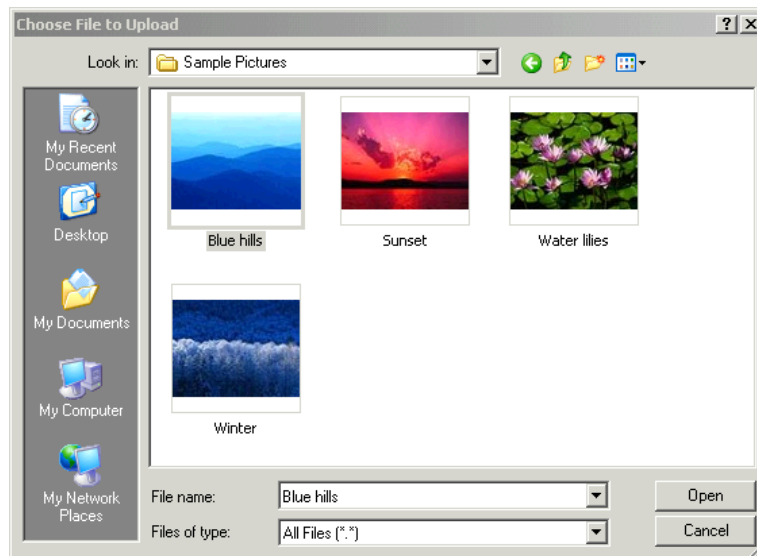 Choose File to Upload
Look in:
Sample Pictures
My Recent
Documents
Desktop
My Documents
My Computer
My Network
Places
Blue hills
Sunset
Water lilies
Winter
File name:
Blue hills
Open
Files of type:
All Files (*.*)
Cancel